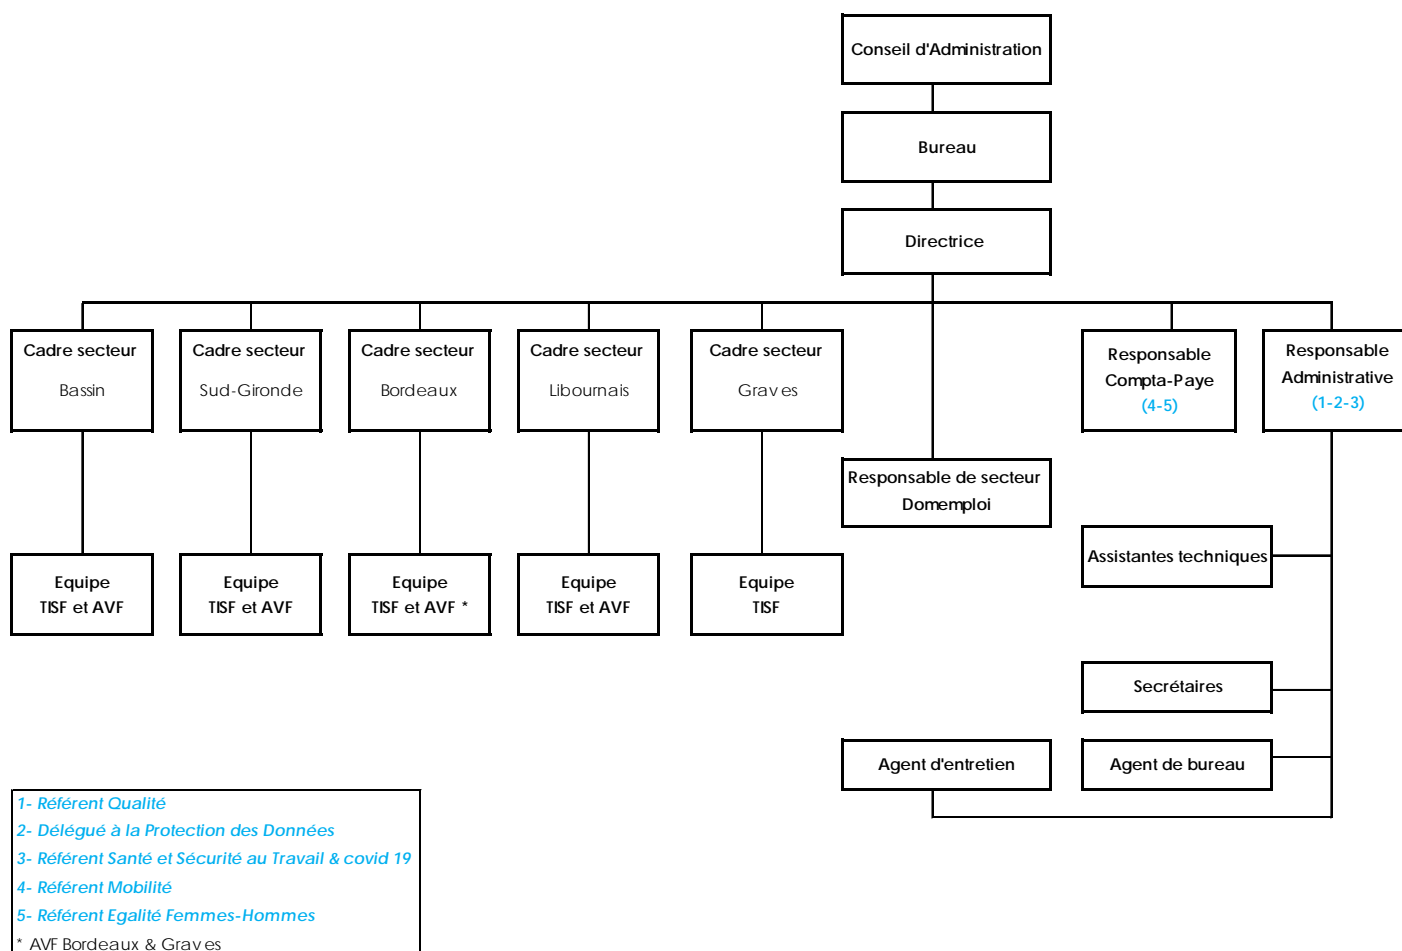 Conseil d'Administration
Bureau
Directrice
Cadre secteur
Bassin
Cadre secteur
Sud-Gironde
Cadre secteur
Bordeaux
Cadre secteur
Libournais
Cadre secteur
Graves
Responsable
Compta-Paye
(4-5)
Responsable
Administrative
(1-2-3)
Responsable de secteur
Domemploi
Equipe
TISF et AVF
Equipe
TISF et AVF
Equipe
TISF et AVF *
Equipe
TISF et AVF
Equipe
TISF
Assistantes techniques
Secrétaires
Agent d'entretien
Agent de bureau
1- Référent Qualité
2- Délégué à la Protection des Données
3- Référent Santé et Sécurité au Travail & covid 19
4- Référent Mobilité
5- Référent Egalité Femmes-Hommes
* AVF Bordeaux & Graves